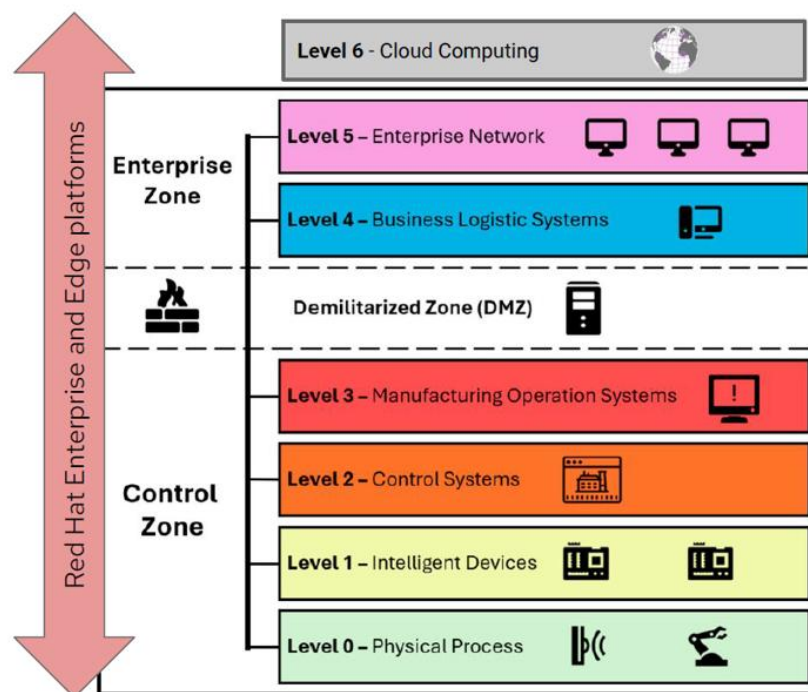 Red Hat Enterprise and Edge platforms
Level 6 - Cloud Computing
Enterprise
Zone
Level 5 – Enterprise Network
Level 4 – Business Logistic Systems
Demilitarized Zone (DMZ)
Control
Zone
Level 3 – Manufacturing Operation Systems
!
Level 2 – Control Systems
Level 1 – Intelligent Devices
Level 0 – Physical Process